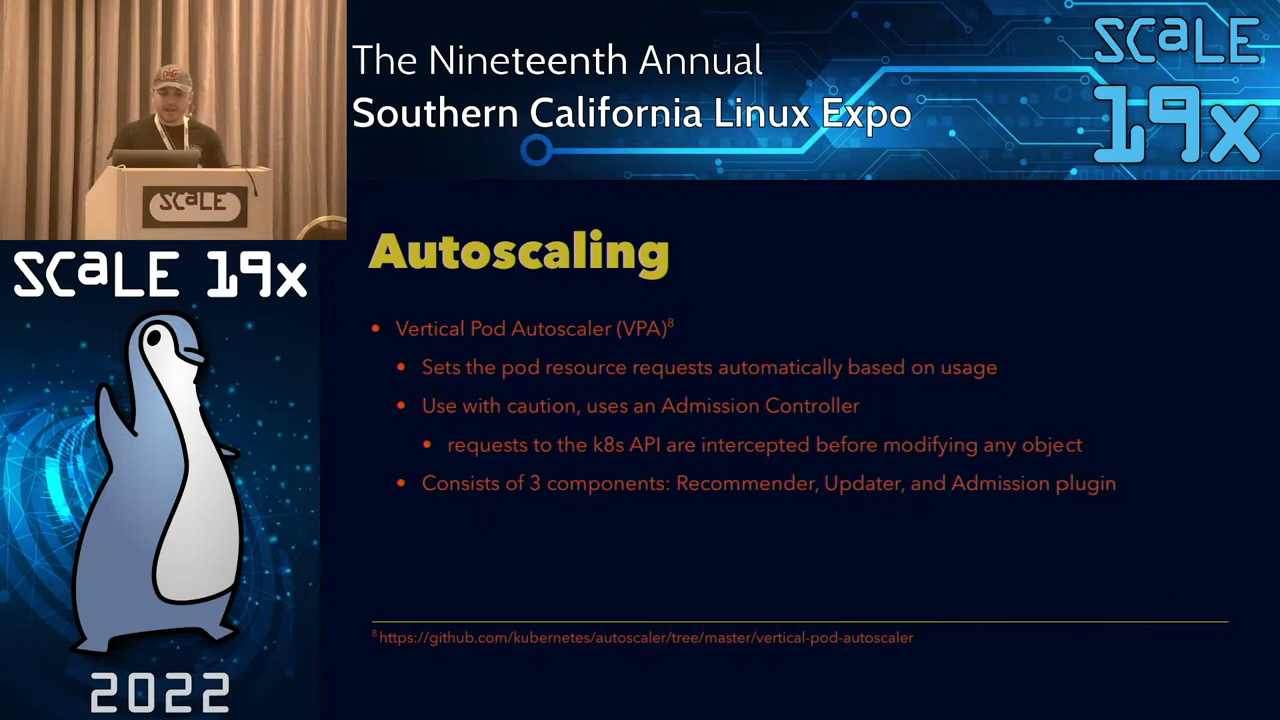 The Nineteenth Annual
Southern California Linux Expo
SCaLE
19x
SCaLE
SCaLE 19x
2022
Autoscaling
• Vertical Pod Autoscaler (VPA)⁸
• Sets the pod resource requests automatically based on usage
• Use with caution, uses an Admission Controller
• requests to the k8s API are intercepted before modifying any object
• Consists of 3 components: Recommender, Updater, and Admission plugin
⁸ https://github.com/kubernetes/autoscaler/tree/master/vertical-pod-autoscaler